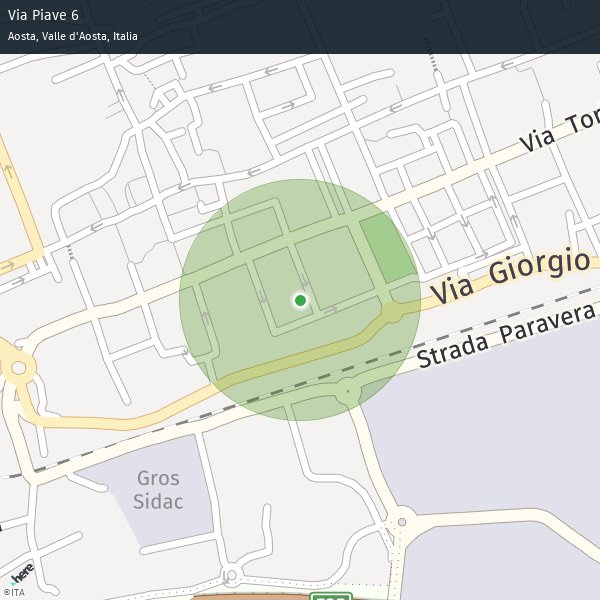 Via Piave 6
Aosta, Valle d'Aosta, Italia
Via Tor
Via Giorgio
Strada Paravera
Gros
Sidac
here
©ITA